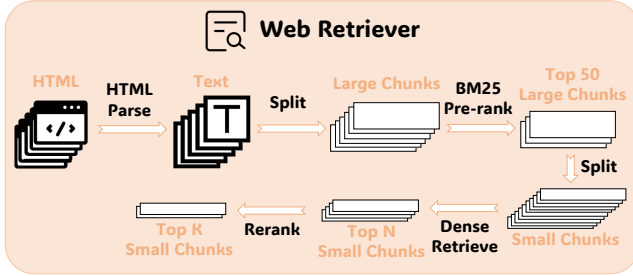 Web Retriever
HTML
HTML
Parse
Text
Split
Large Chunks
BM25
Pre-rank
Top 50
Large Chunks
</>
T
Split
Small Chunks
Dense
Retrieve
Top N
Small Chunks
Rerank
Top K
Small Chunks